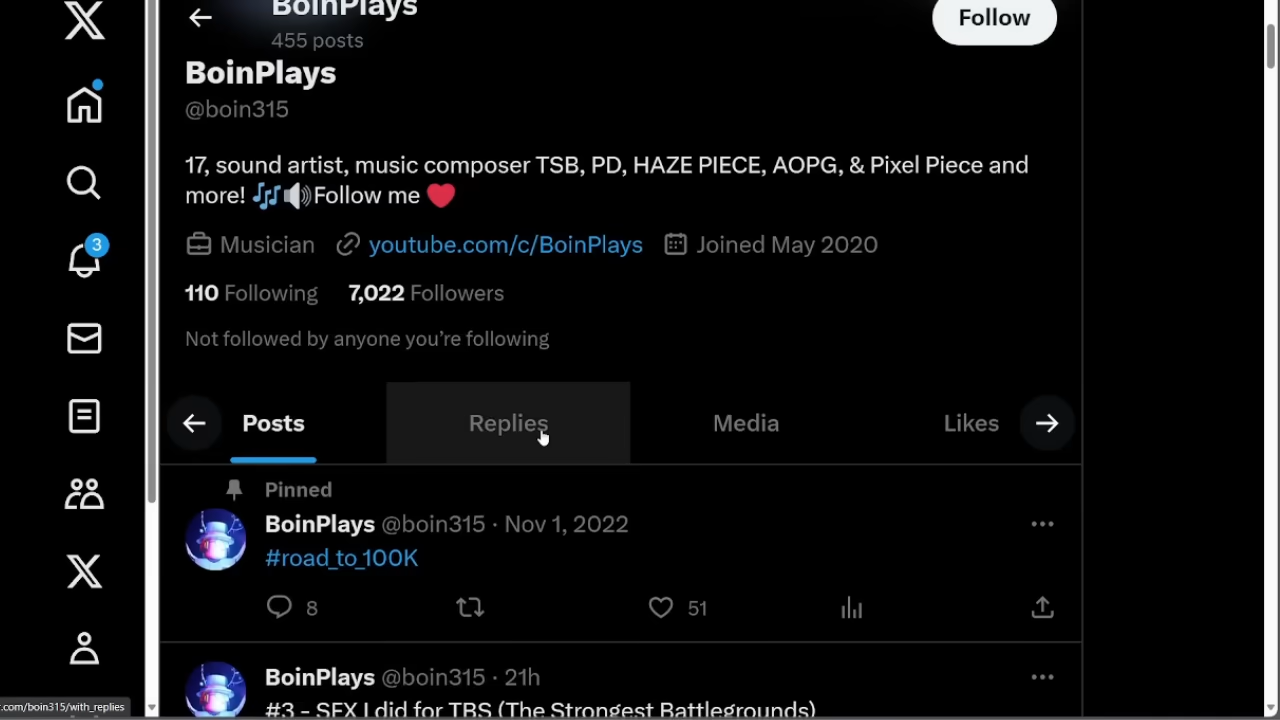 BoinPlays
455 posts
Follow
BoinPlays
@boin315
17, sound artist, music composer TSB, PD, HAZE PIECE, AOPG, & Pixel Piece and
more! 🎶🔊Follow me ❤️
Musician youtube.com/c/BoinPlays Joined May 2020
110 Following 7,022 Followers
Not followed by anyone you're following
3
Posts Replies Media Likes
Pinned
BoinPlays @boin315 · Nov 1, 2022
#road_to_100K
8 51
BoinPlays @boin315 · 21h
#3 - SFX I did for TBS (The Strongest Battlegrounds)
.com/boin315/with_replies